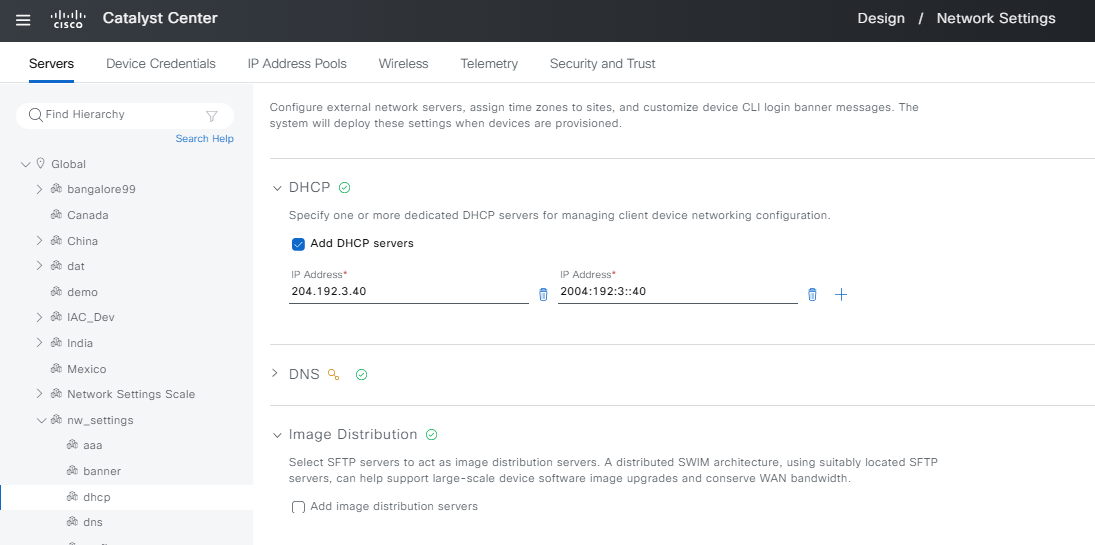 CISCO
Catalyst Center
Design / Network Settings
Servers
Device Credentials
IP Address Pools
Wireless
Telemetry
Security and Trust
Find Hierarchy
Search Help
Global
bangalore99
Canada
China
dat
demo
IAC_Dev
India
Mexico
Network Settings Scale
nw_settings
aaa
banner
dhcp
dns
Configure external network servers, assign time zones to sites, and customize device CLI login banner messages. The
system will deploy these settings when devices are provisioned.
DHCP
Specify one or more dedicated DHCP servers for managing client device networking configuration.
Add DHCP servers
IP Address*
204.192.3.40
IP Address*
2004:192:3::40
DNS
Image Distribution
Select SFTP servers to act as image distribution servers. A distributed SWIM architecture, using suitably located SFTP
servers, can help support large-scale device software image upgrades and conserve WAN bandwidth.
Add image distribution servers